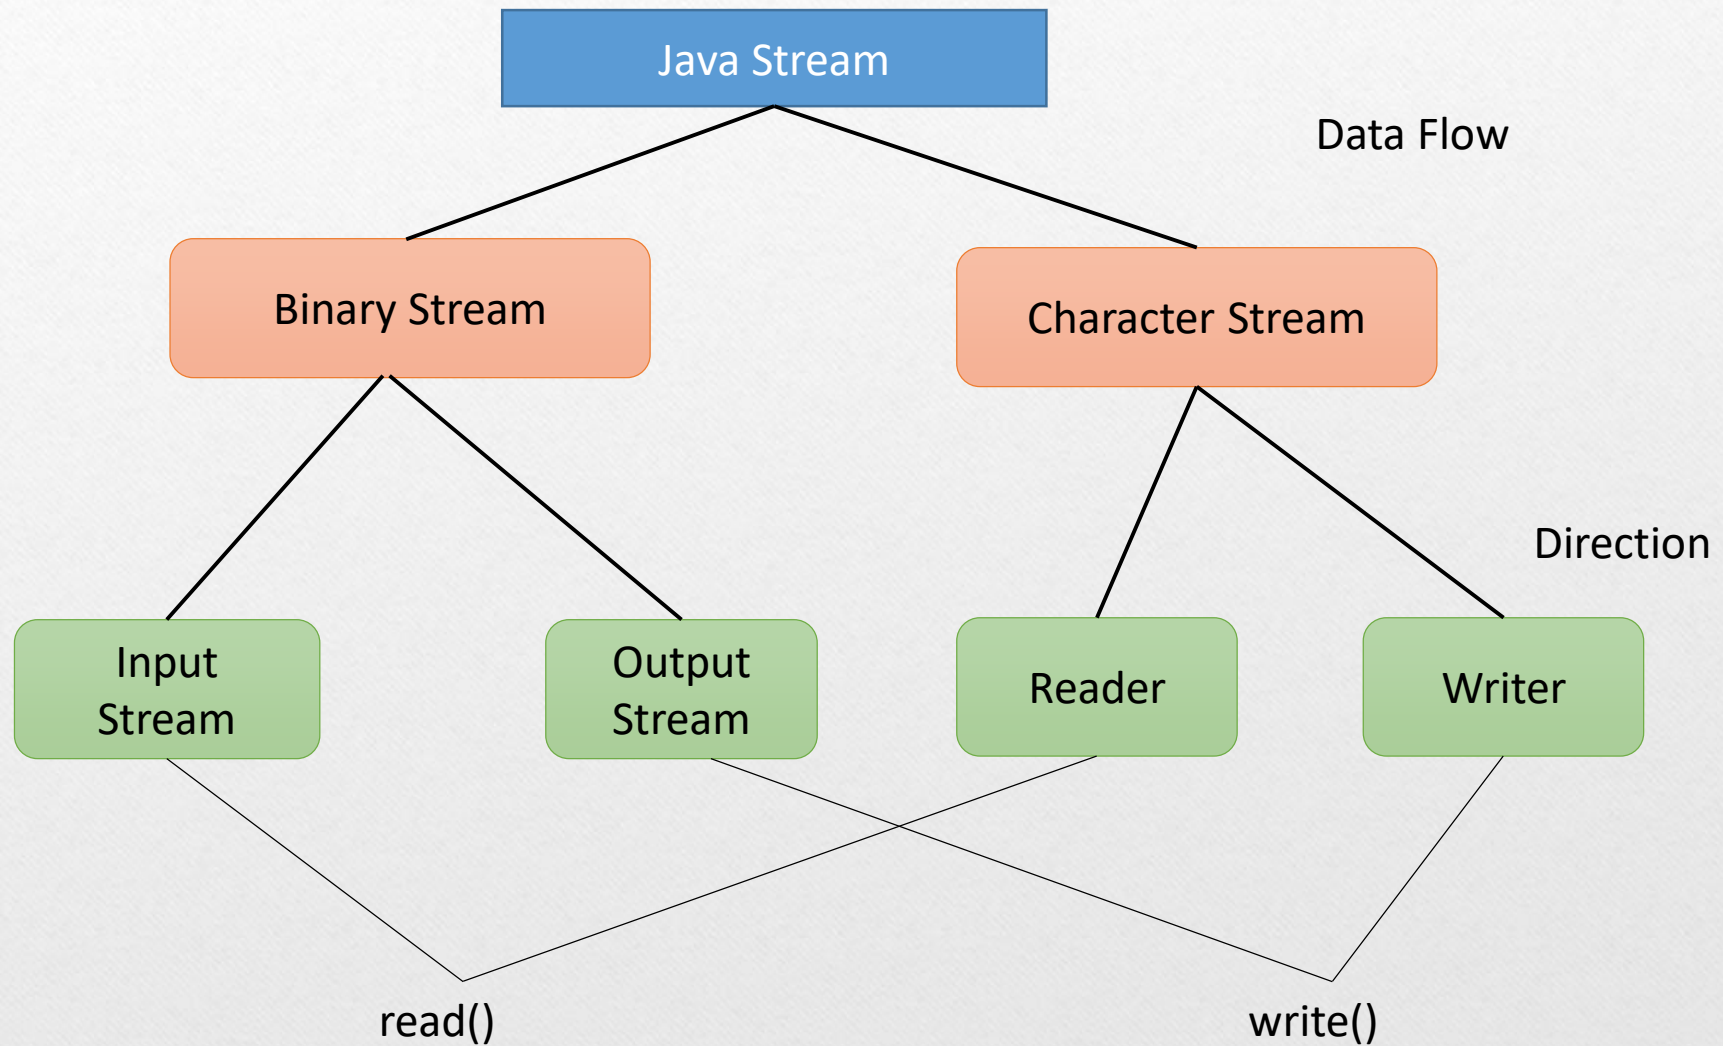 Java Stream
Data Flow
Binary Stream
Character Stream
Direction
Input
Stream
Output
Stream
Reader
Writer
read()
write()